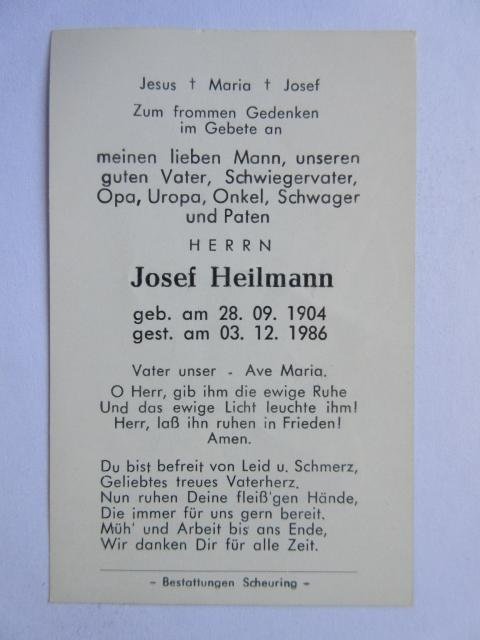 Jesus † Maria † Josef
Zum frommen Gedenken
im Gebete an
meinen lieben Mann, unseren
guten Vater, Schwiegervater,
Opa, Uropa, Onkel, Schwager
und Paten
HERRN
Josef Heilmann
geb. am 28. 09. 1904
gest. am 03. 12. 1986
Vater unser - Ave Maria.
O Herr, gib ihm die ewige Ruhe
Und das ewige Licht leuchte ihm!
Herr, laß ihn ruhen in Frieden!
Amen.
Du bist befreit von Leid u. Schmerz,
Geliebtes treues Vaterherz.
Nun ruhen Deine fleiß'gen Hände,
Die immer für uns gern bereit.
Müh' und Arbeit bis ans Ende,
Wir danken Dir für alle Zeit.
- Bestattungen Scheuring -